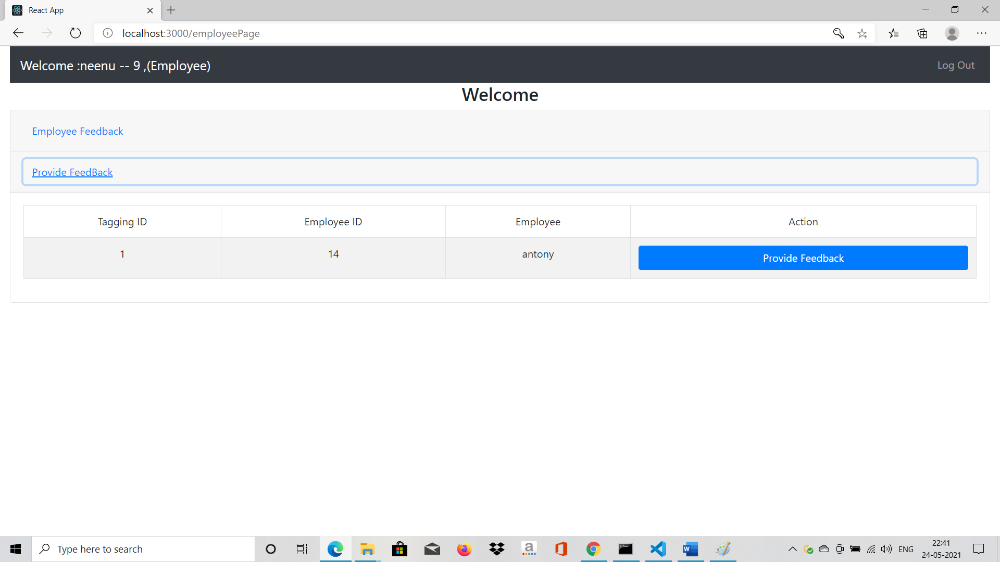 React App
localhost:3000/employeePage
Welcome :neenu -- 9 ,(Employee)
Log Out
Welcome
Employee Feedback
Provide FeedBack
Tagging ID Employee ID Employee Action
1 14 antony Provide Feedback
Type here to search
ENG
22:41
24-05-2021